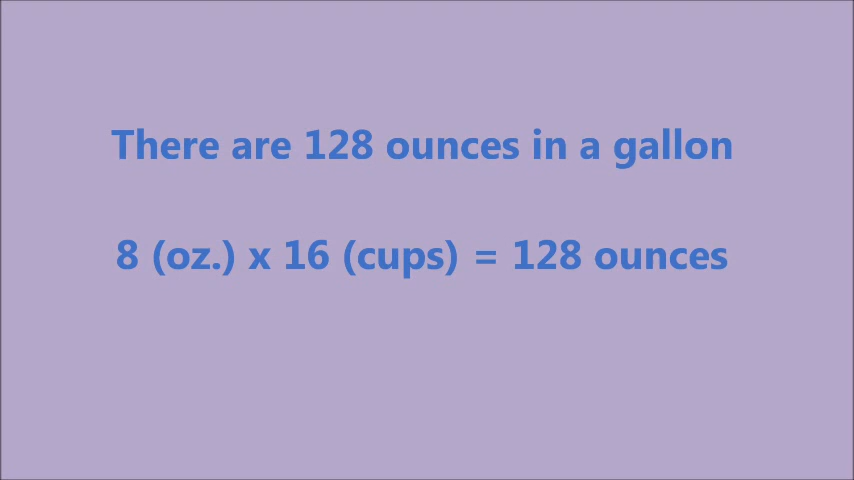 There are 128 ounces in a gallon
8 (oz.) x 16 (cups) = 128 ounces